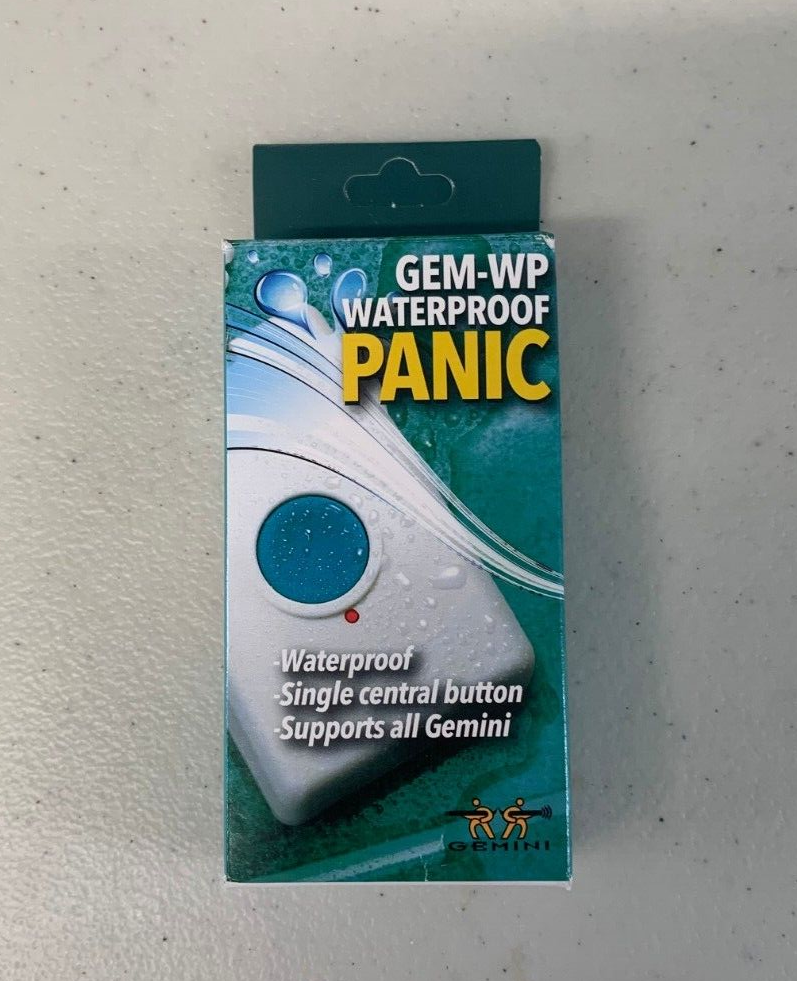 GEM-WP
WATERPROOF
PANIC
-Waterproof
-Single central button
-Supports all Gemini
GEMINI